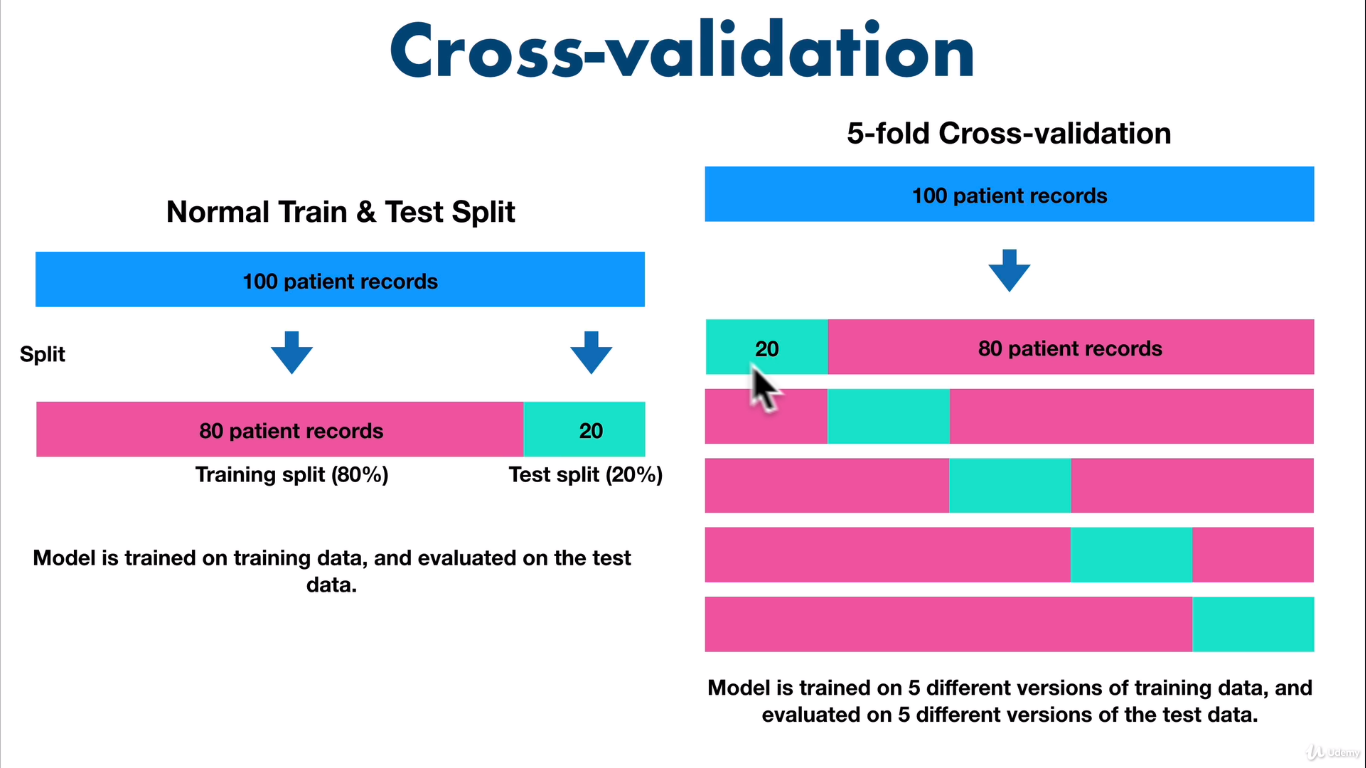 Cross-validation
Normal Train & Test Split
100 patient records
Split
80 patient records
20
Training split (80%)
Test split (20%)
Model is trained on training data, and evaluated on the test
data.
5-fold Cross-validation
100 patient records
20
80 patient records
Model is trained on 5 different versions of training data, and
evaluated on 5 different versions of the test data.
Udemy